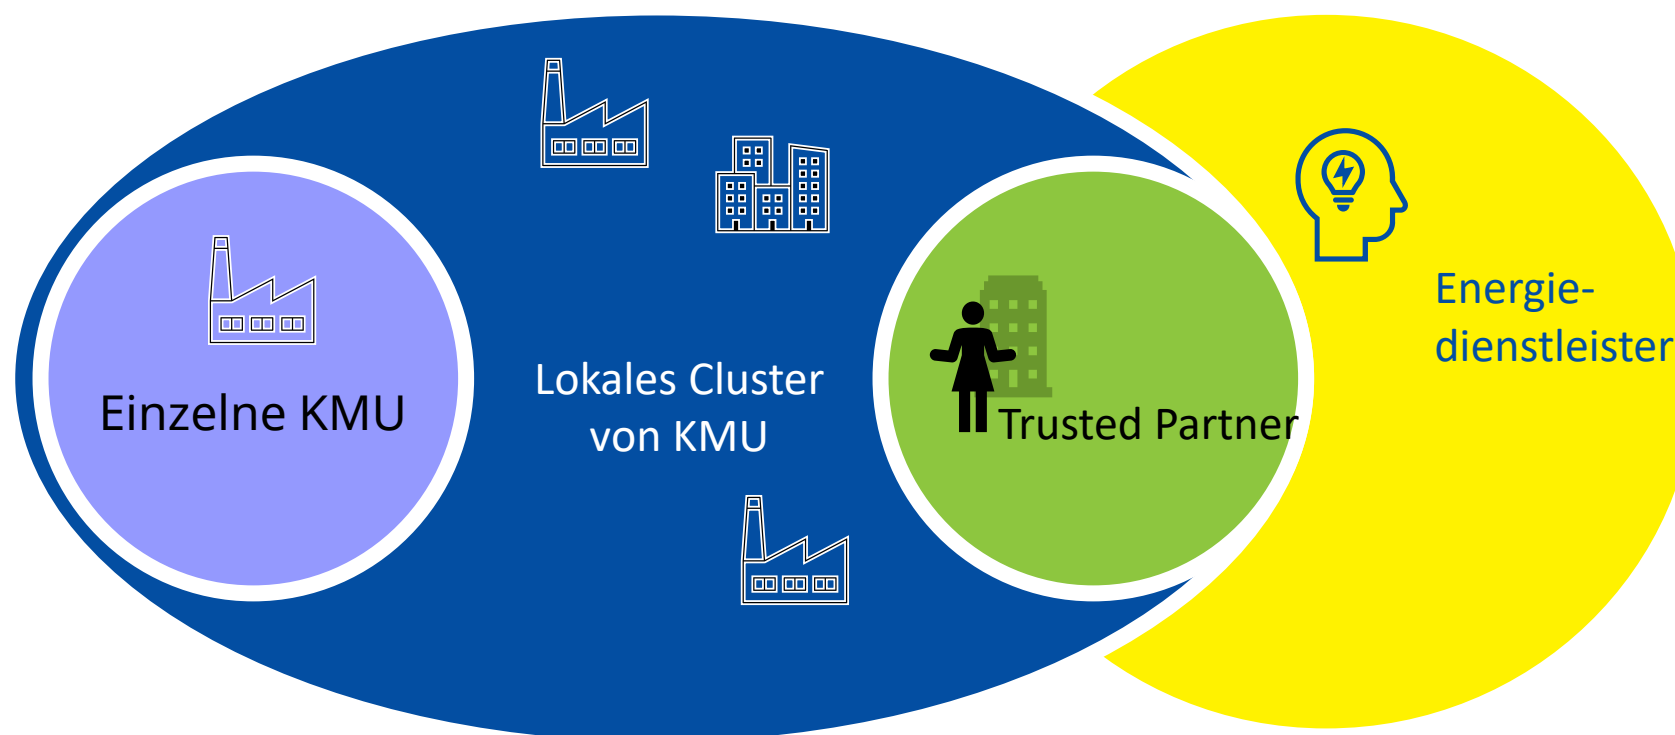 Einzelne KMU
Lokales Cluster
von KMU
Trusted Partner
Energie-
dienstleister